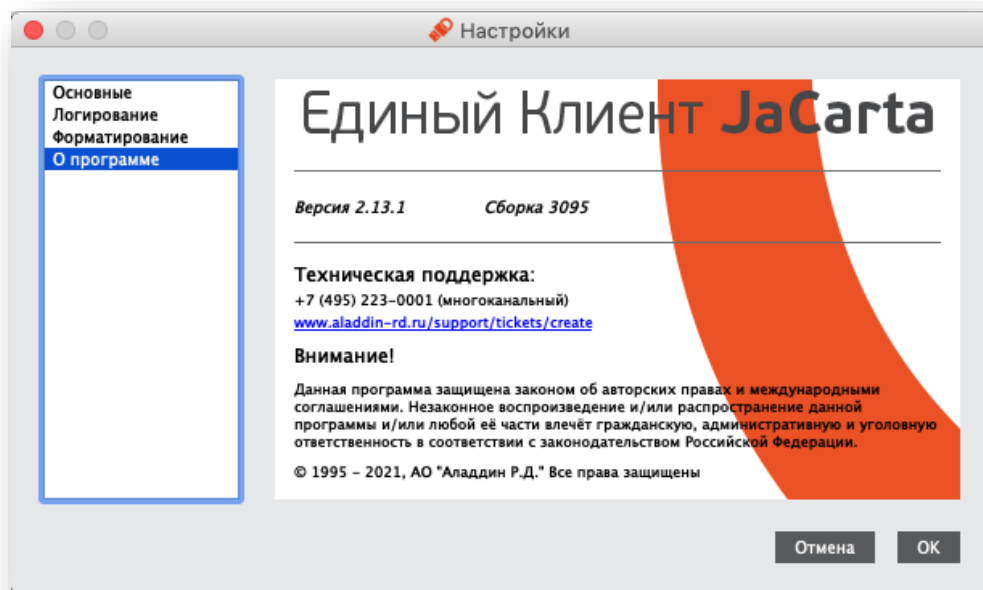 Настройки
Основные
Логирование
Форматирование
О программе
Единый Клиент JaCarta
Версия 2.13.1 Сборка 3095
Техническая поддержка:
+7 (495) 223-0001 (многоканальный)
www.aladdin-rd.ru/support/tickets/create
Внимание!
Данная программа защищена законом об авторских правах и международными
соглашениями. Незаконное воспроизведение и/или распространение данной
программы и/или любой её части влечёт гражданскую, административную и уголовную
ответственность в соответствии с законодательством Российской Федерации.
© 1995 – 2021, АО "Аладдин Р.Д." Все права защищены
Отмена OK